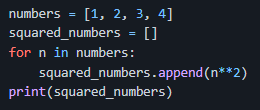 numbers = [1, 2, 3, 4]
squared_numbers = []
for n in numbers:
    squared_numbers.append(n**2)
print(squared_numbers)